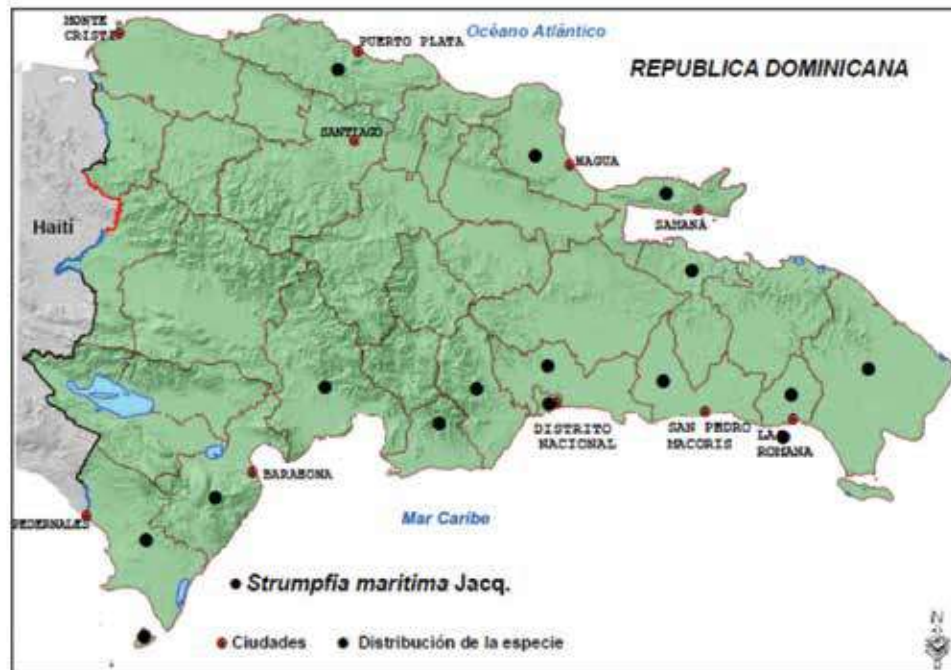 MONTE
CRISTI
PUERTO PLATA
Océano Atlántico
REPUBLICA DOMINICANA
SANTIAGO
NAGUA
Haití
SAMANÁ
DISTRITO
NACIONAL
SAN PEDRO
MACORIS
LA
ROMANA
BARAHONA
PEDERNALES
Mar Caribe
Strumpfia maritima Jacq.
Ciudades
Distribución de la especie